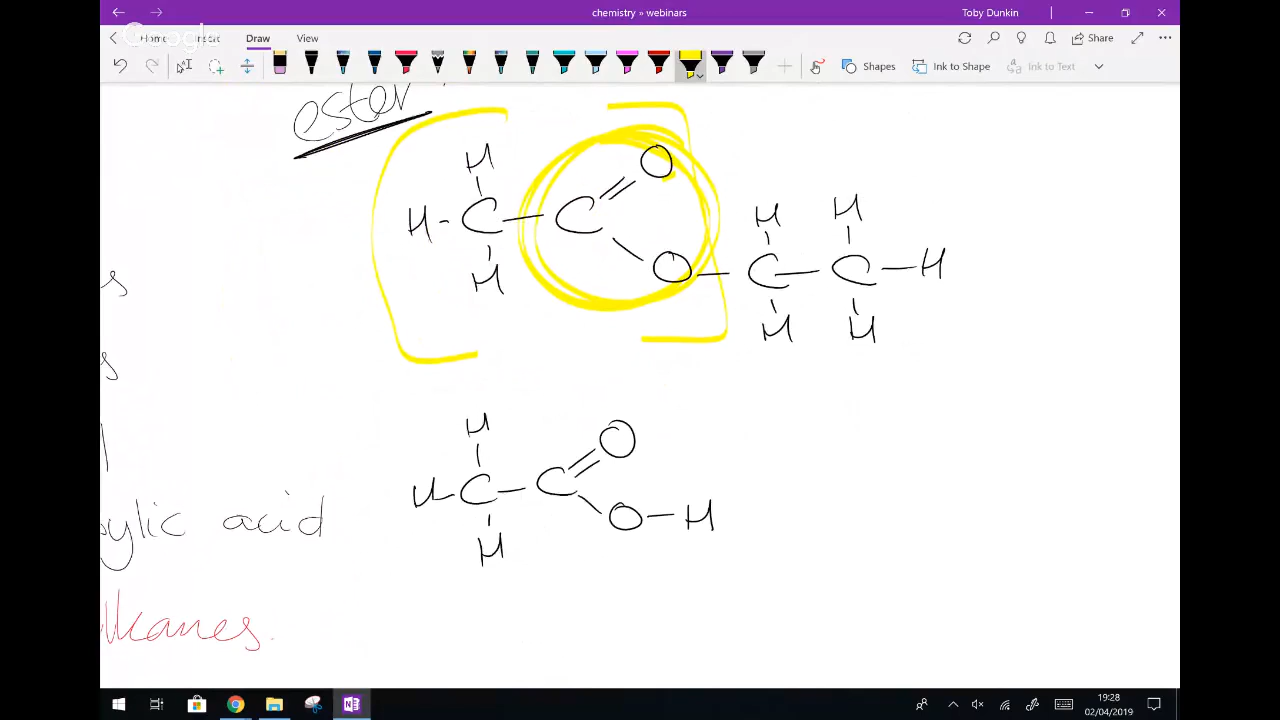 chemistry » webinars
Toby Dunkin
Google
Home Insert Draw View
Share
Shapes Ink to Shape Ink to Text
ester
H O
H C C H H
H O C C H
H H
H O
C C
H O H
ylic acid
lkanes.
19:28
02/04/2019